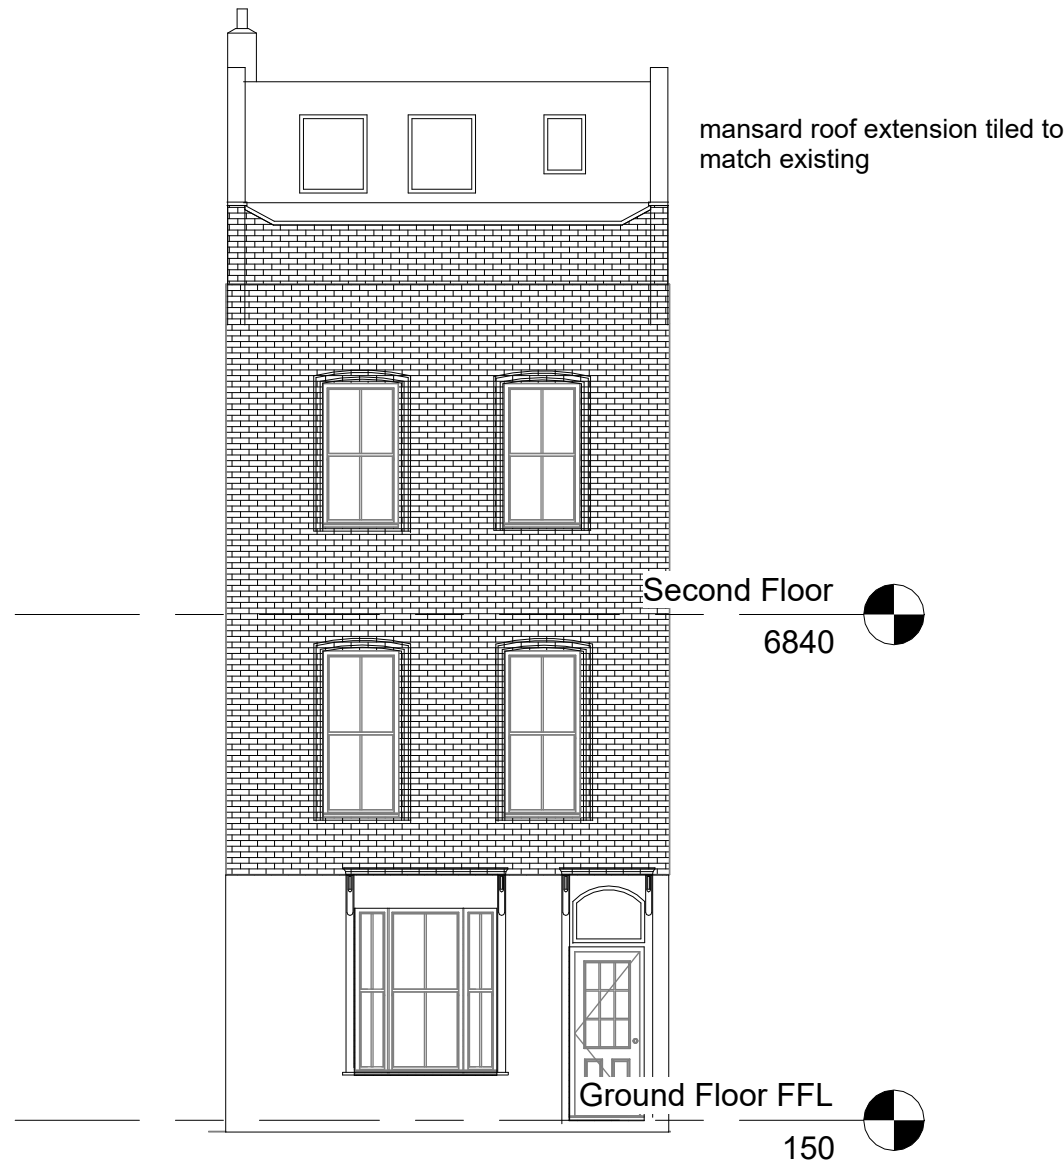 mansard roof extension tiled to
match existing
Second Floor
6840
Ground Floor FFL
150